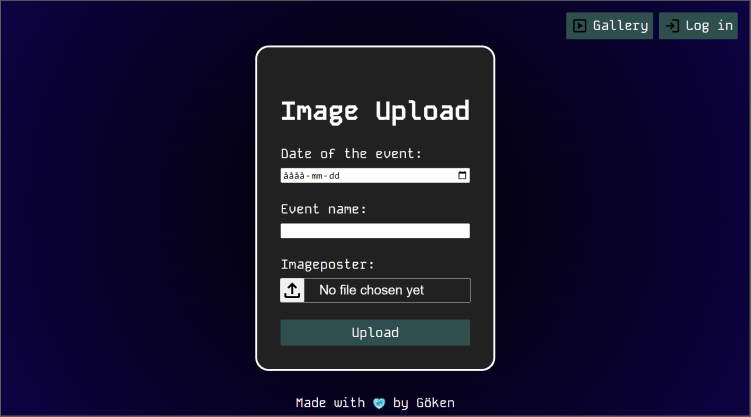 Gallery Log in
Image Upload
Date of the event:
åååå-mm-dd
Event name:
Imageposter:
No file chosen yet
Upload
Made with by Göken